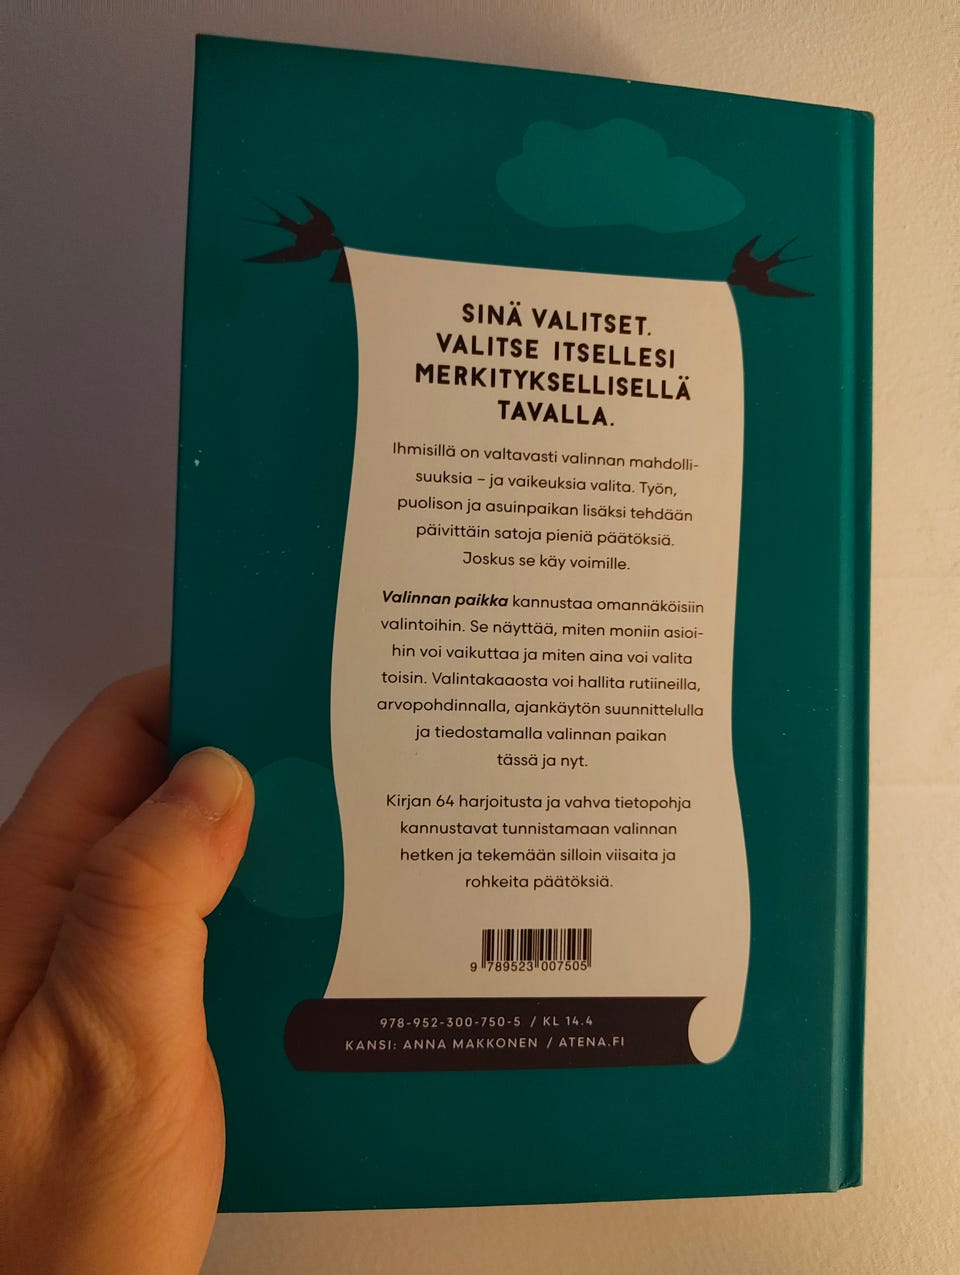 SINÄ VALITSET.
VALITSE ITSELLESI
MERKITYKSELLISELLÄ
TAVALLA.
Ihmisillä on valtavasti valinnan mahdolli-
suuksia – ja vaikeuksia valita. Työn,
puolison ja asuinpaikan lisäksi tehdään
päivittäin satoja pieniä päätöksiä.
Joskus se käy voimille.
Valinnan paikka kannustaa omannäköisiin
valintoihin. Se näyttää, miten moniin asioi-
hin voi vaikuttaa ja miten aina voi valita
toisin. Valintakaaosta voi hallita rutiineilla,
arvopohdinnalla, ajankäytön suunnittelulla
ja tiedostamalla valinnan paikan
tässä ja nyt.
Kirjan 64 harjoitusta ja vahva tietopohja
kannustavat tunnistamaan valinnan
hetken ja tekemään silloin viisaita ja
rohkeita päätöksiä.
9 789523 007505
978-952-300-750-5 / KL 14.4
KANSI: ANNA MAKKONEN / ATENA.FI